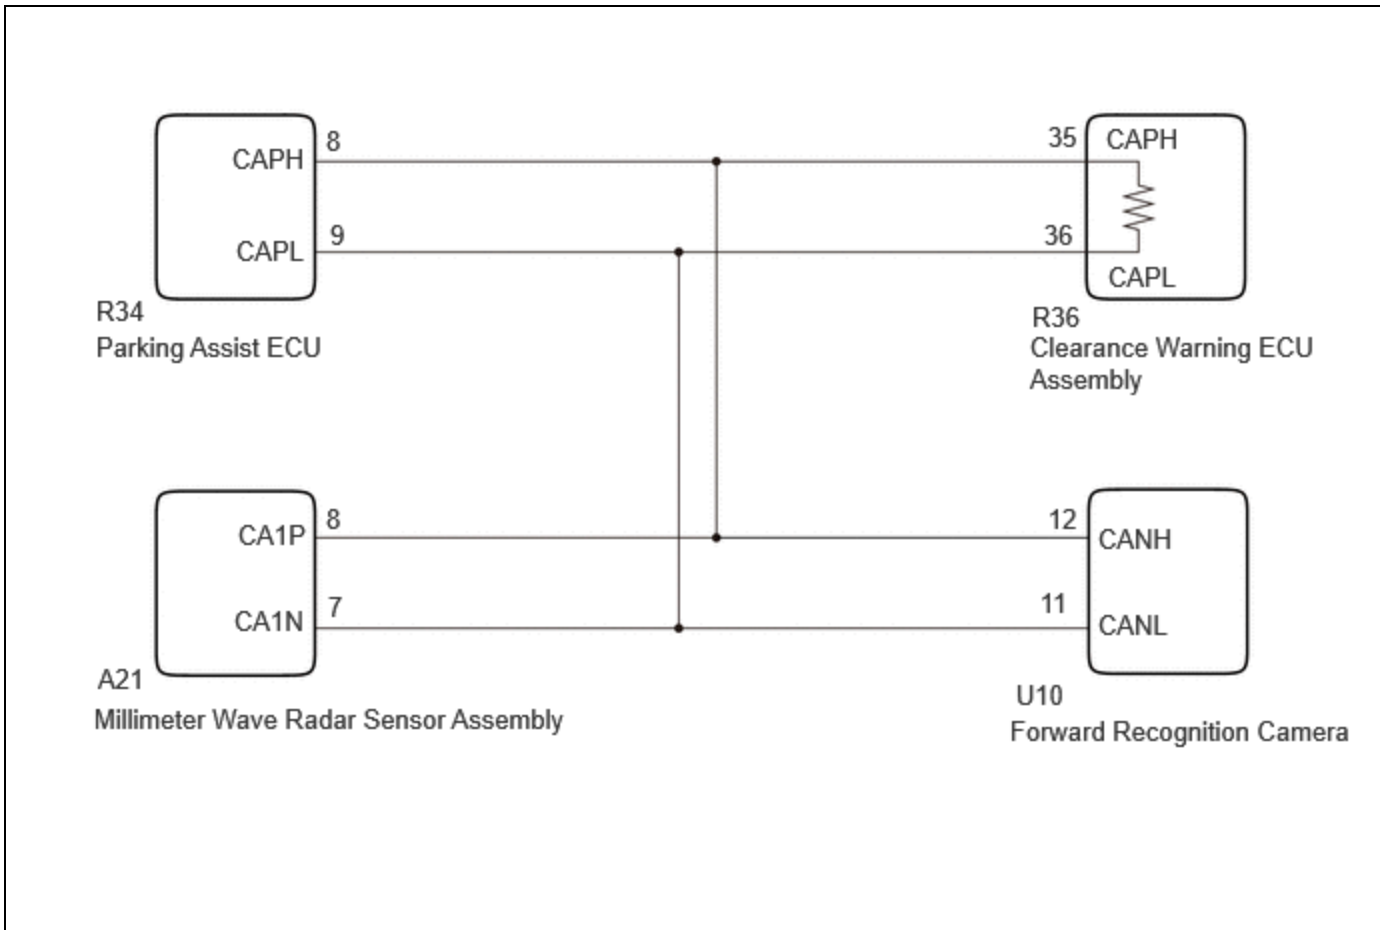 8
35
CAPH
CAPH
9
36
CAPL
CAPL
R34
Parking Assist ECU
R36
Clearance Warning ECU
Assembly
8
12
CA1P
CANH
7
11
CA1N
CANL
A21
Millimeter Wave Radar Sensor Assembly
U10
Forward Recognition Camera